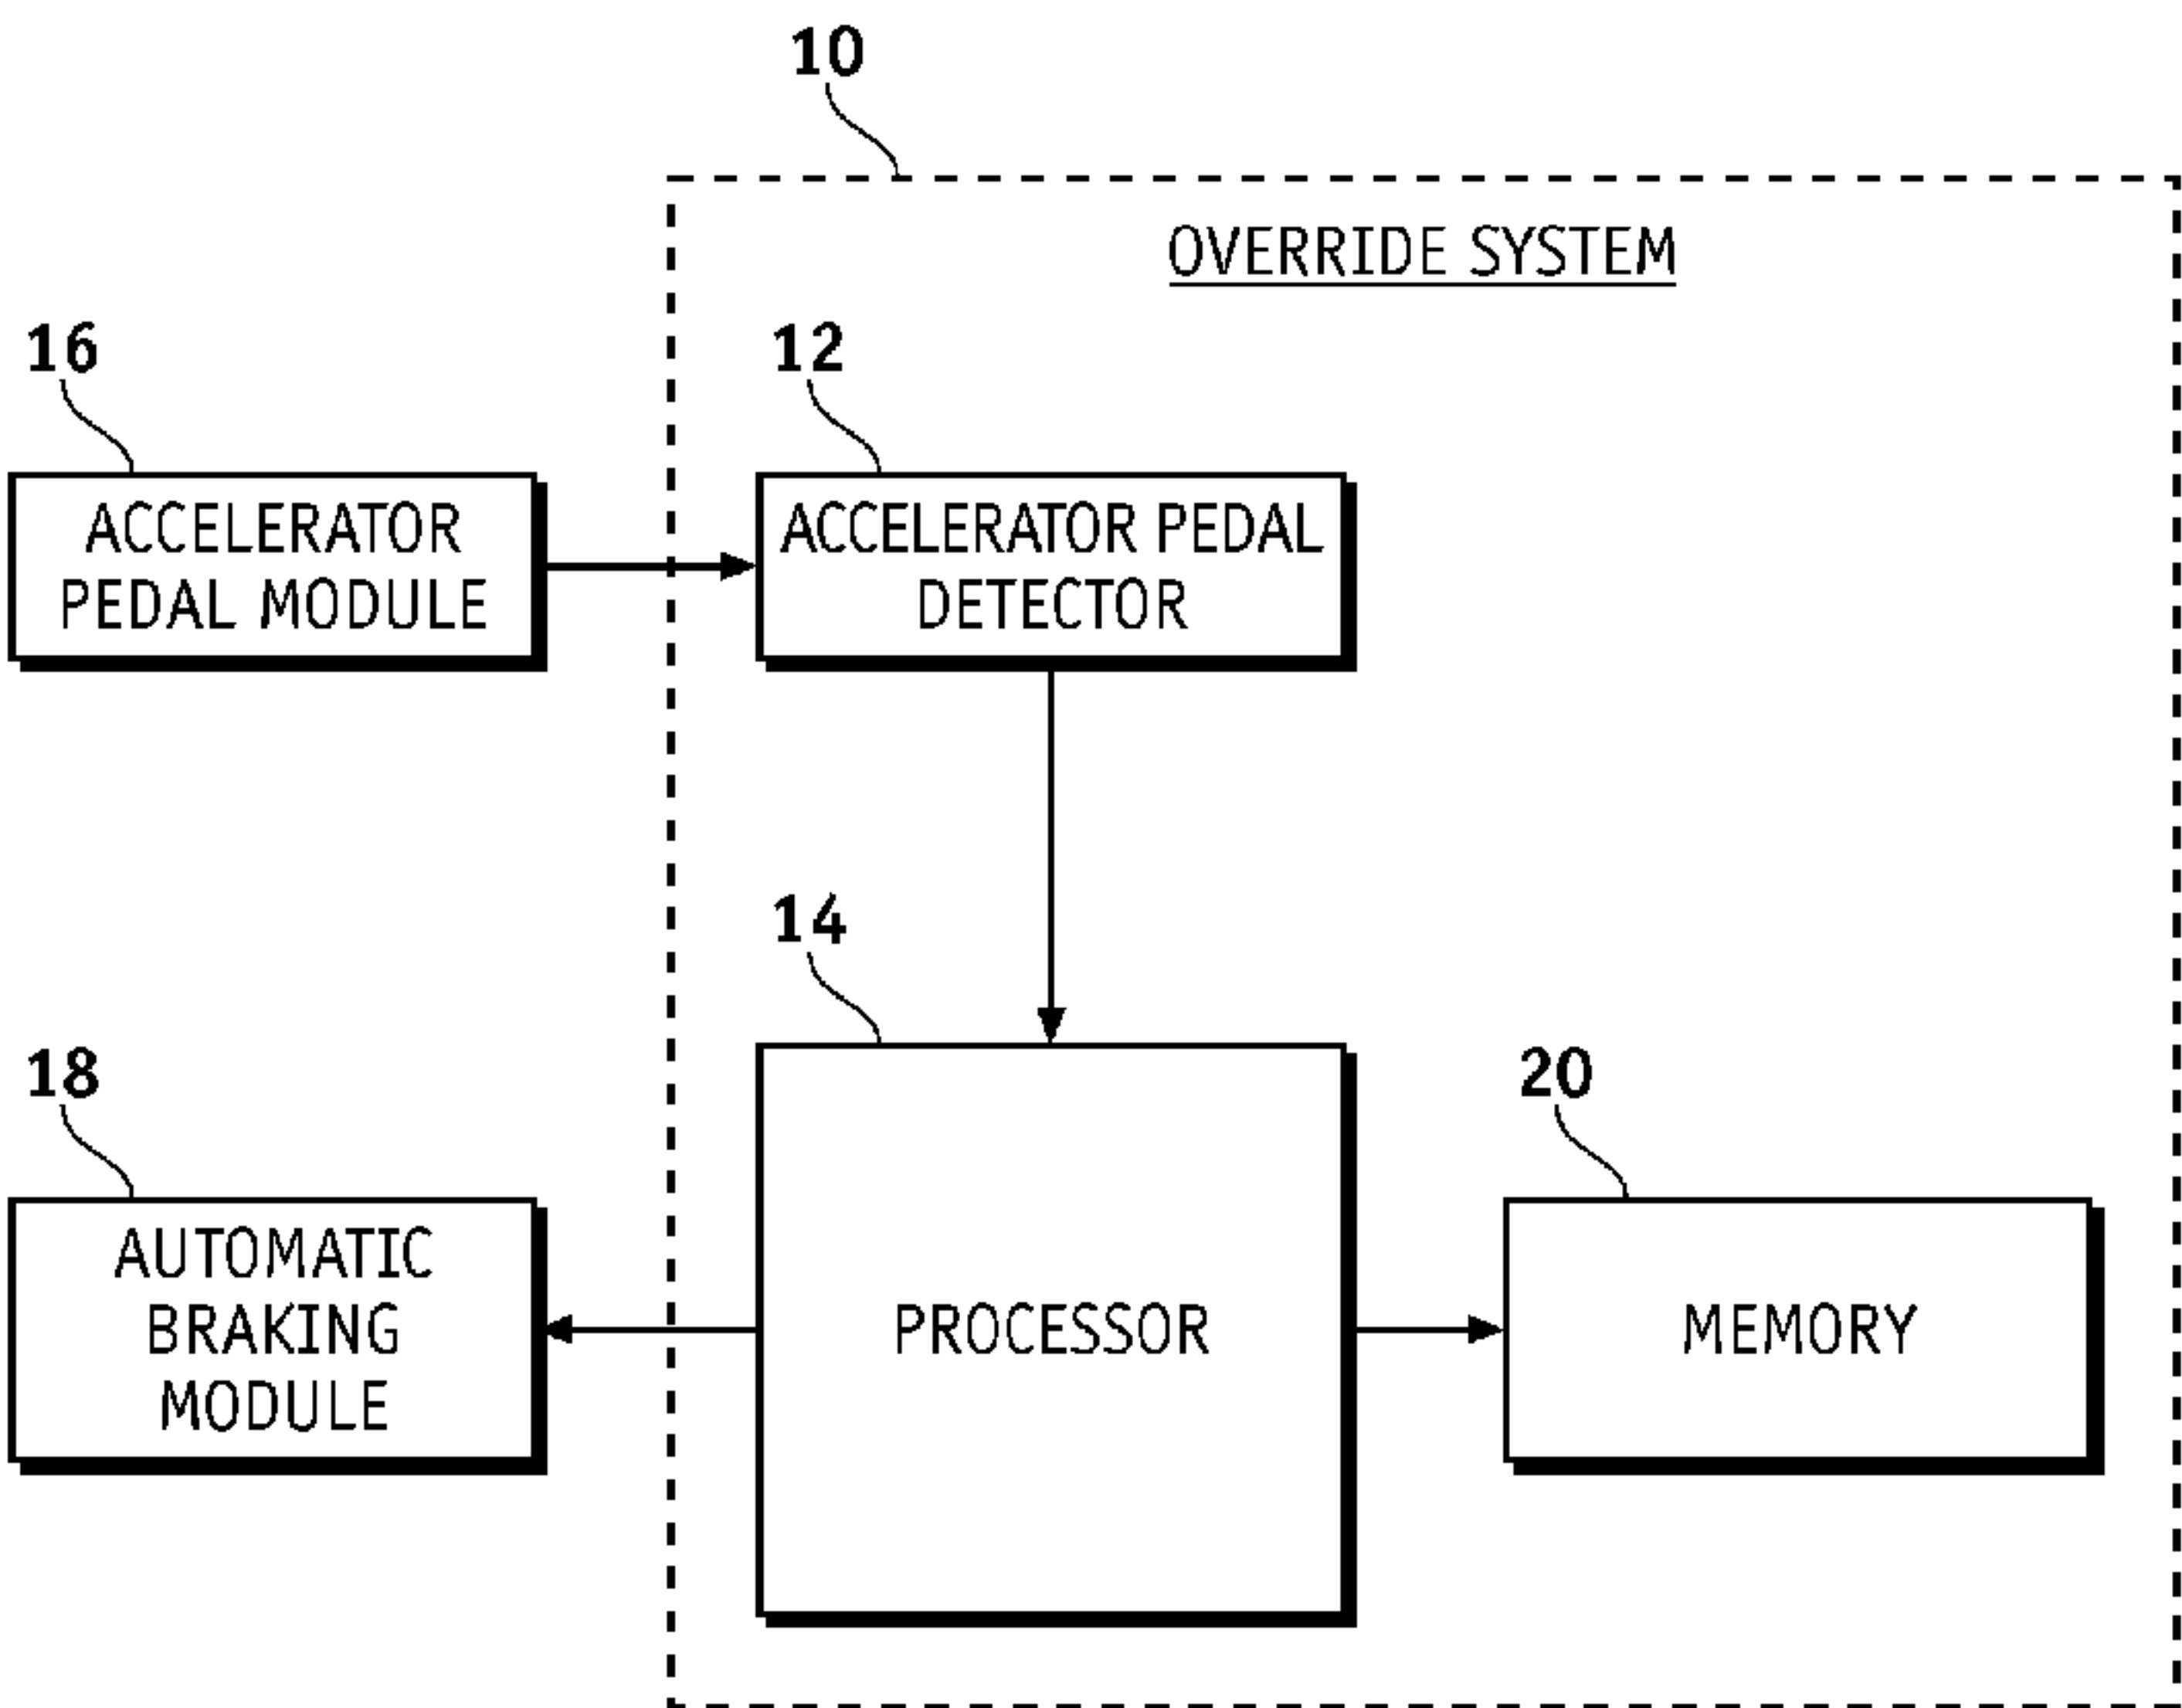 10
OVERRIDE SYSTEM
16
12
ACCELERATOR
PEDAL MODULE
ACCELERATOR PEDAL
DETECTOR
14
18
20
AUTOMATIC
BRAKING
MODULE
PROCESSOR
MEMORY